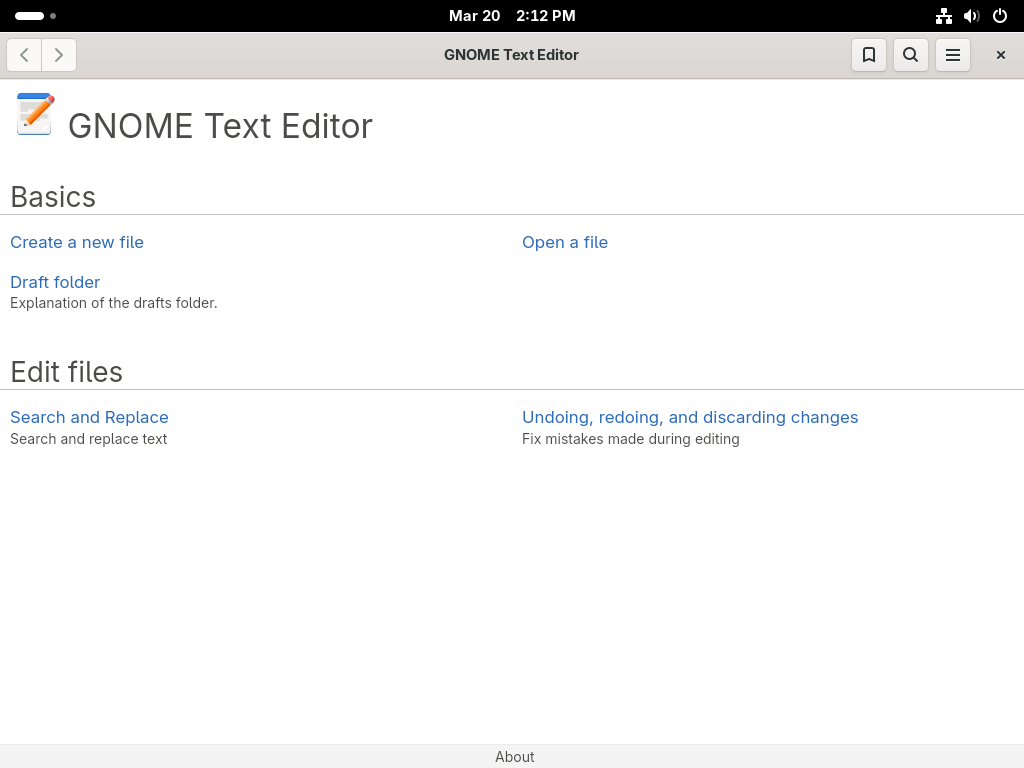 Mar 20 2:12 PM
GNOME Text Editor
GNOME Text Editor
Basics
Create a new file
Open a file
Draft folder
Explanation of the drafts folder.
Edit files
Search and Replace
Search and replace text
Undoing, redoing, and discarding changes
Fix mistakes made during editing
About